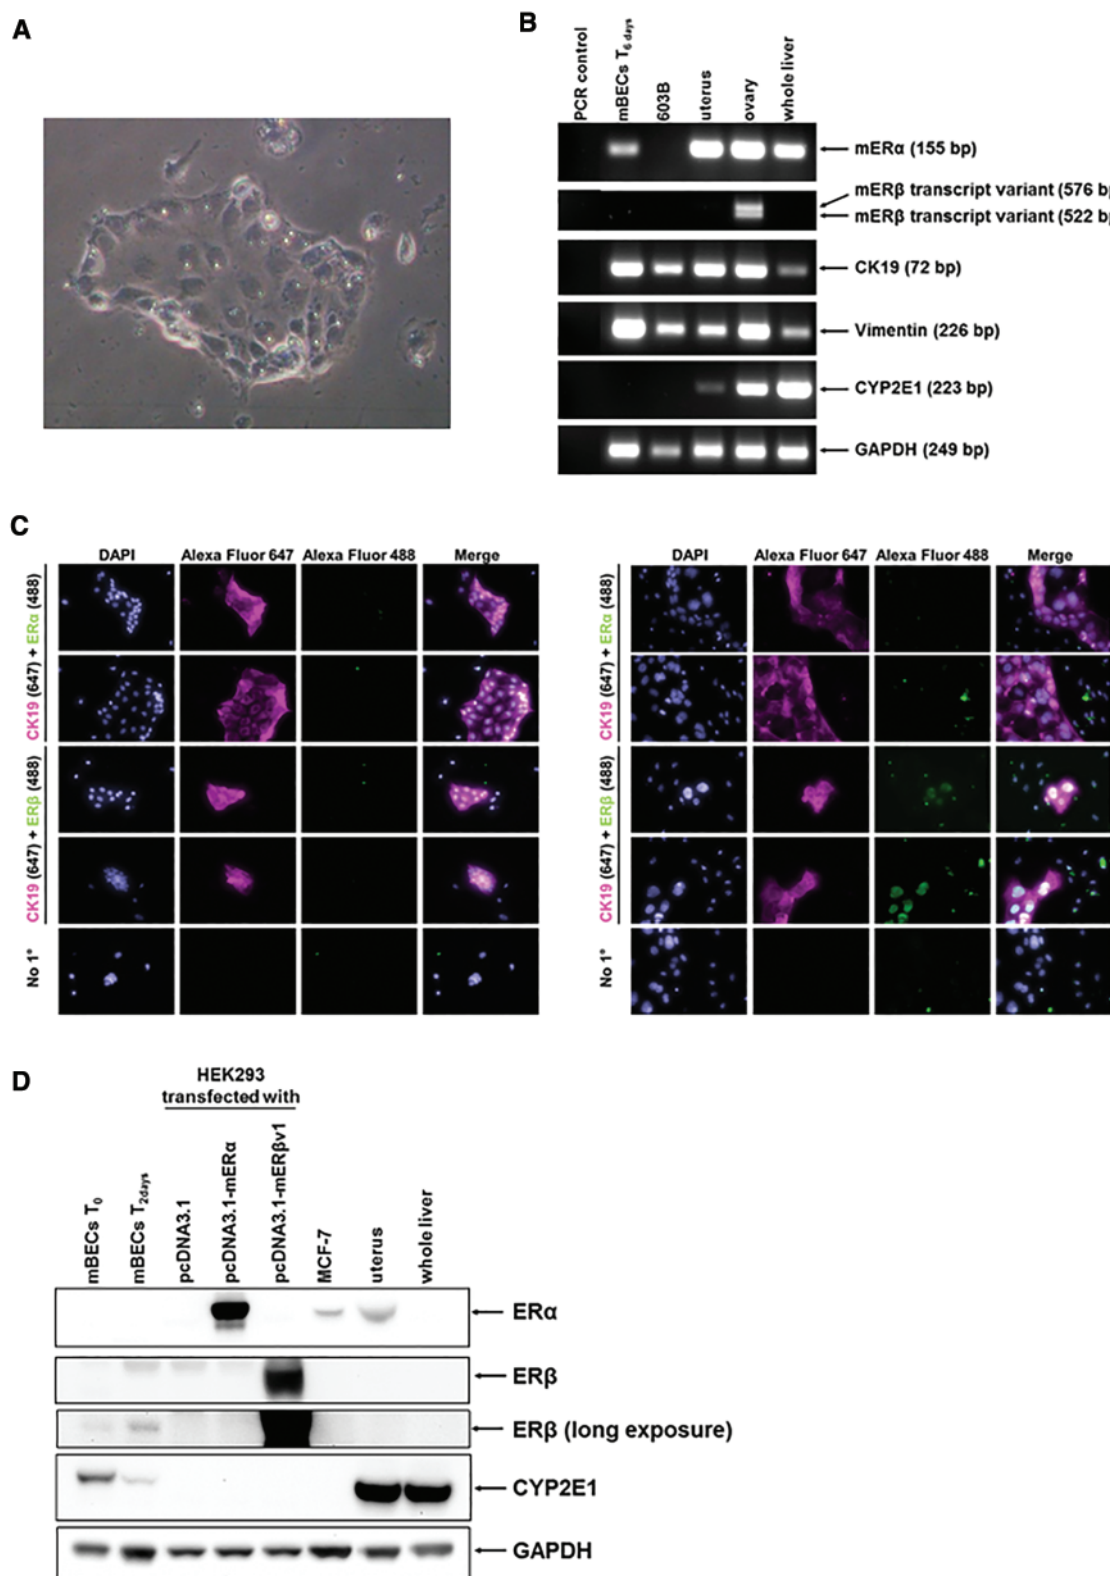 A
B
PCR control
mBECs T6 days
603B
uterus
ovary
whole liver
mERα (155 bp)
mERβ transcript variant (576 bp
mERβ transcript variant (522 bp
CK19 (72 bp)
Vimentin (226 bp)
CYP2E1 (223 bp)
GAPDH (249 bp)
C
DAPI Alexa Fluor 647 Alexa Fluor 488 Merge
CK19 (647) + ERα (488)
CK19 (647) + ERβ (488)
No 1°
DAPI Alexa Fluor 647 Alexa Fluor 488 Merge
CK19 (647) + ERα (488)
CK19 (647) + ERβ (488)
No 1°
D
HEK293
transfected with
mBECs T0
mBECs T2days
pcDNA3.1
pcDNA3.1-mERα
pcDNA3.1-mERβv1
MCF-7
uterus
whole liver
ERα
ERβ
ERβ (long exposure)
CYP2E1
GAPDH